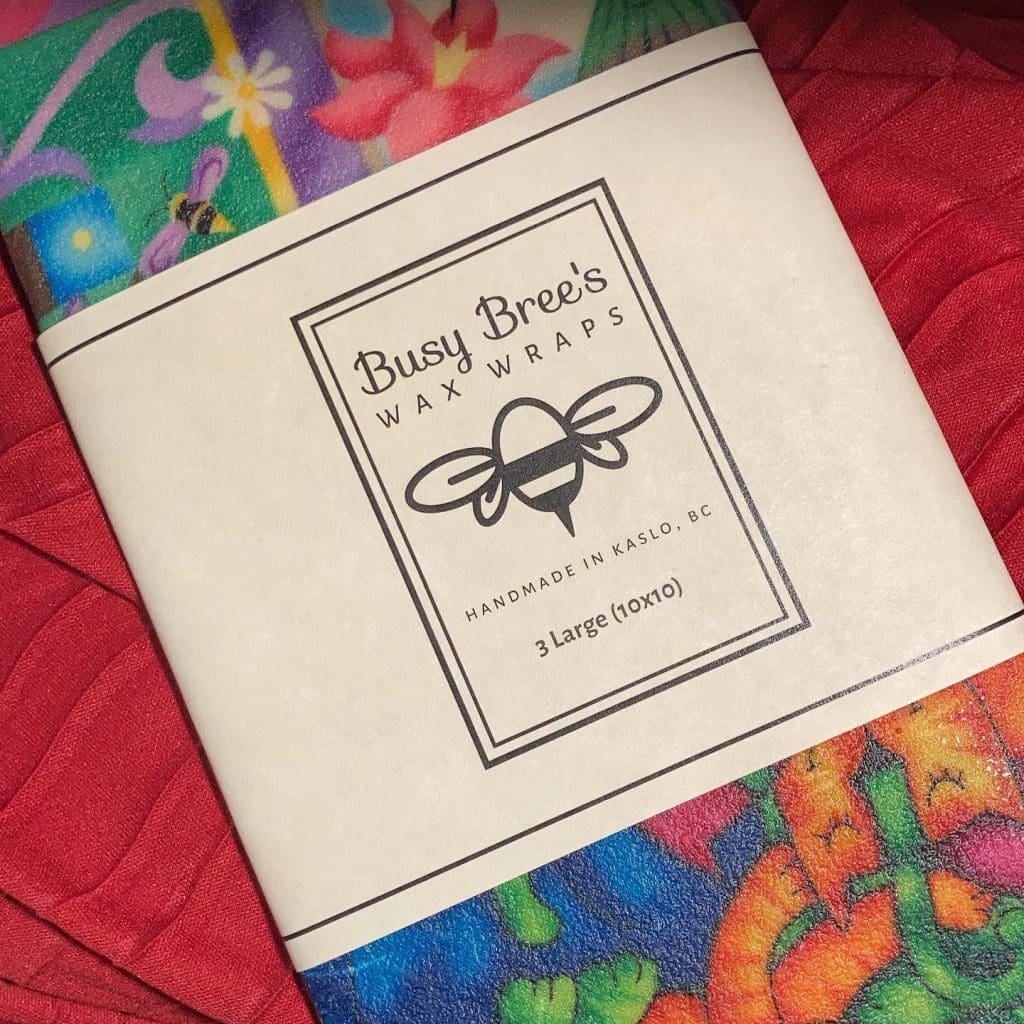 Busy Bree's
WAX WRAPS
HANDMADE IN KASLO, BC
3 Large (10x10)